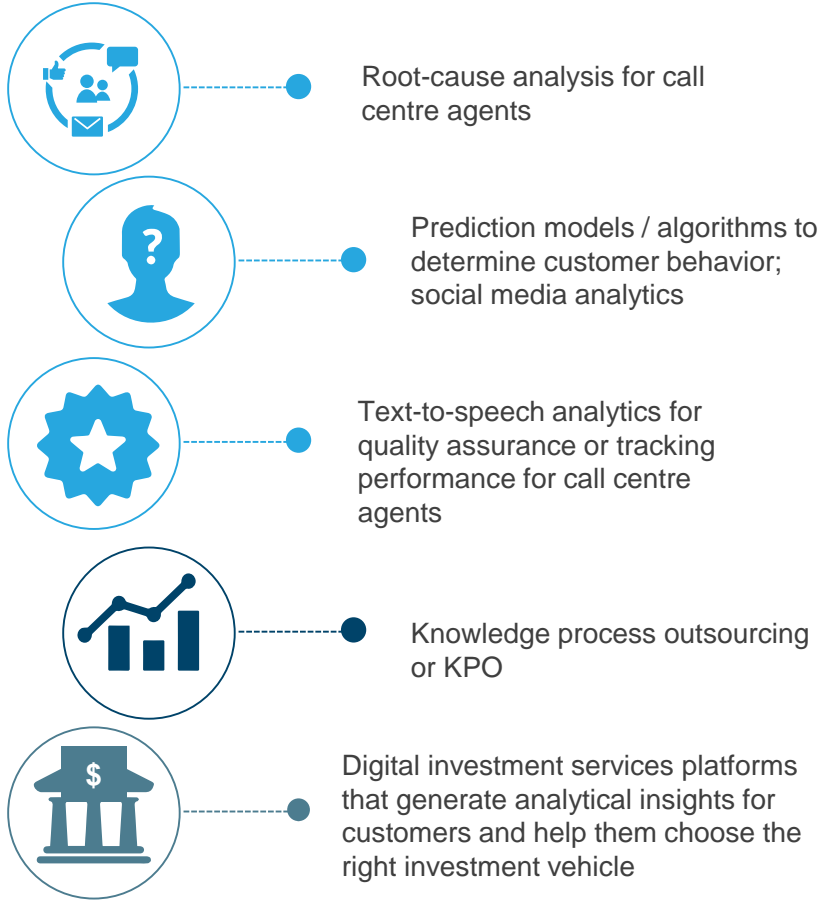 Root-cause analysis for call
centre agents
?
Prediction models / algorithms to
determine customer behavior;
social media analytics
Text-to-speech analytics for
quality assurance or tracking
performance for call centre
agents
Knowledge process outsourcing
or KPO
$
Digital investment services platforms
that generate analytical insights for
customers and help them choose the
right investment vehicle